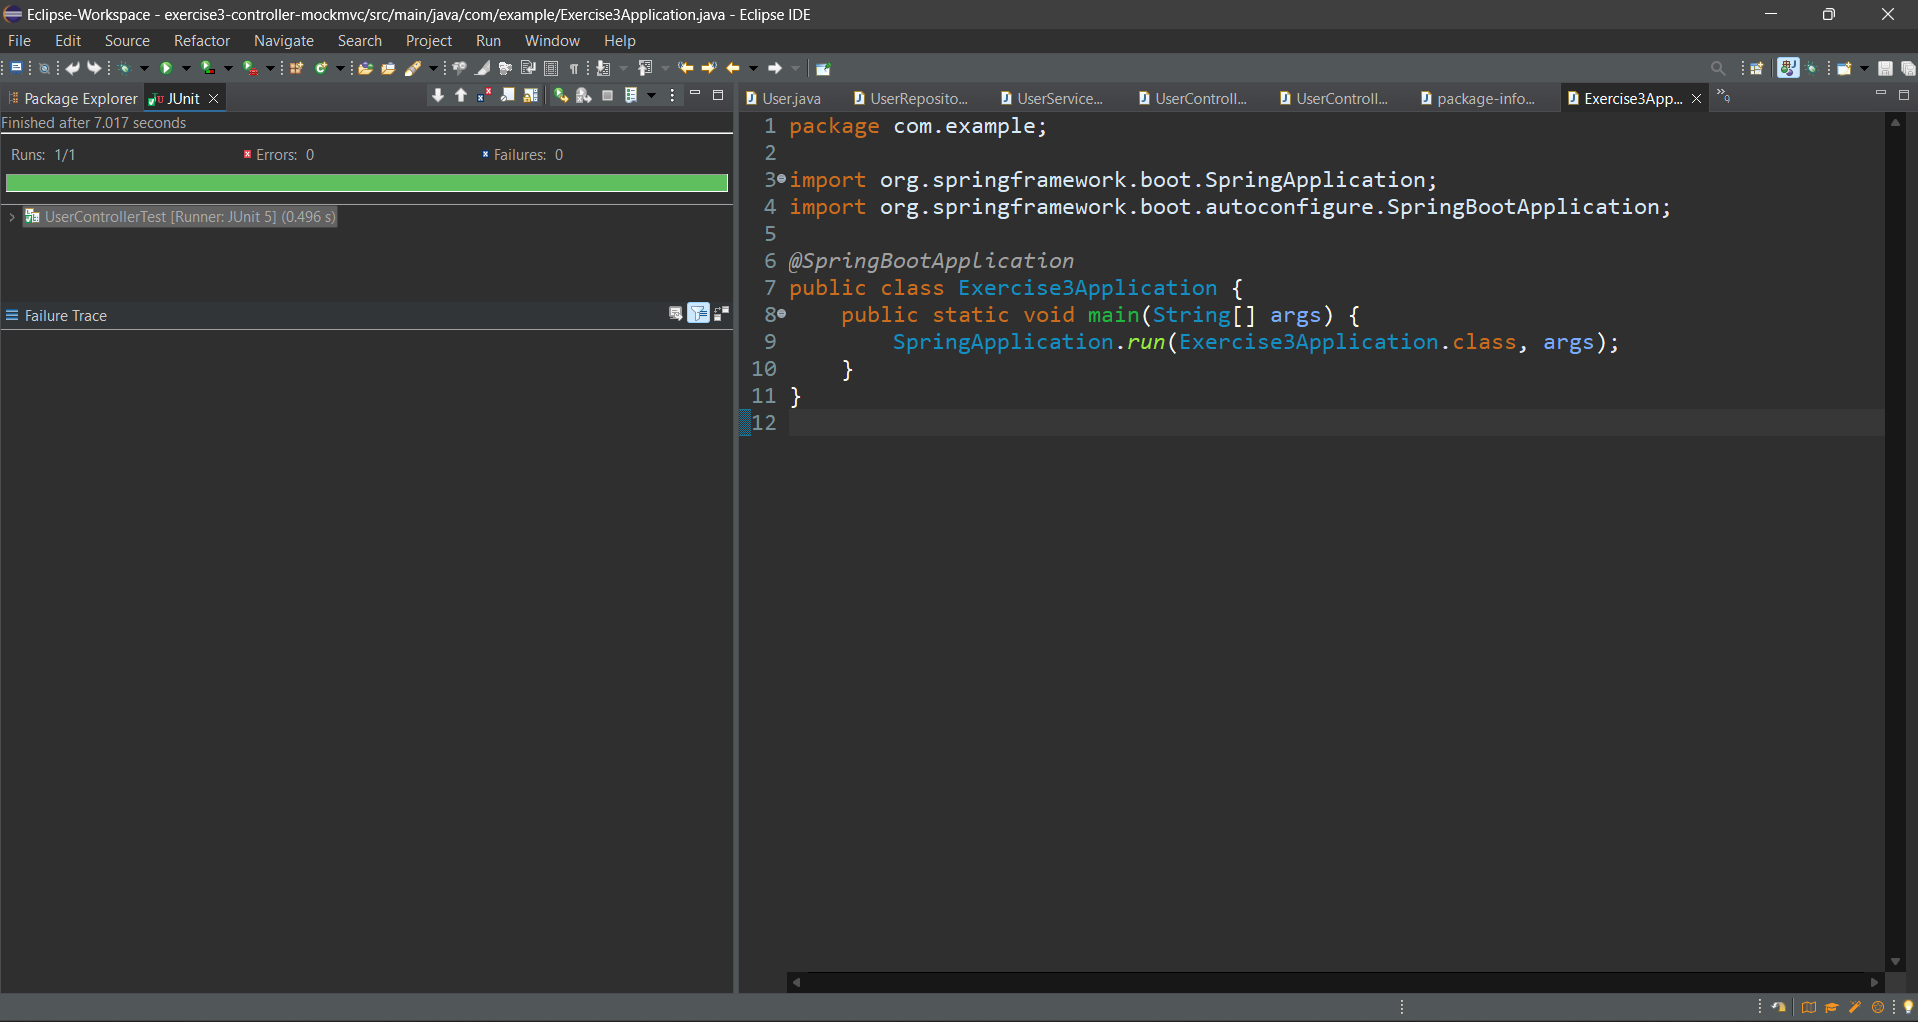 Eclipse-Workspace - exercise3-controller-mockmvc/src/main/java/com/example/Exercise3Application.java - Eclipse IDE
File Edit Source Refactor Navigate Search Project Run Window Help
Package Explorer JUnit
Finished after 7.017 seconds
Runs: 1/1 Errors: 0 Failures: 0
UserControllerTest [Runner: JUnit 5] (0.496 s)
Failure Trace
User.java UserReposito... UserService... UserControll... UserControll... package-info... Exercise3App... »9
1 package com.example;
2
3 import org.springframework.boot.SpringApplication;
4 import org.springframework.boot.autoconfigure.SpringBootApplication;
5
6 @SpringBootApplication
7 public class Exercise3Application {
8 public static void main(String[] args) {
9 SpringApplication.run(Exercise3Application.class, args);
10 }
11 }
12